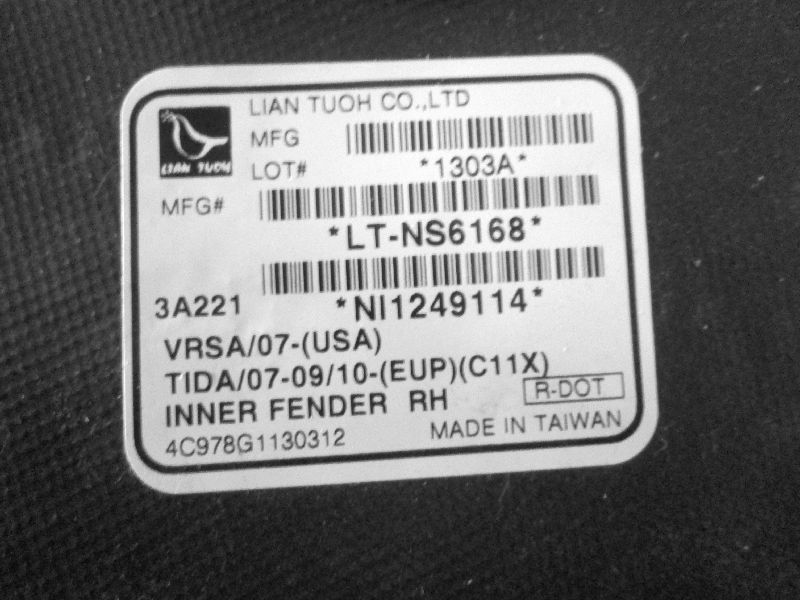 LIAN TUOH CO.,LTD
LIAN TUOH
MFG
LOT# *1303A*
MFG#
*LT-NS6168*
3A221 *NI1249114*
VRSA/07-(USA)
TIDA/07-09/10-(EUP)(C11X)
INNER FENDER RH R-DOT
4C978G1130312 MADE IN TAIWAN